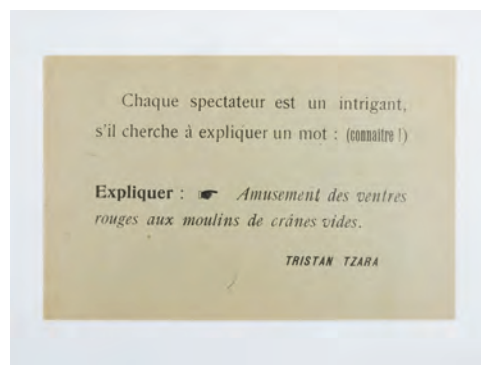 Chaque spectateur est un intrigant,
s'il cherche à expliquer un mot : (connaître !)
Expliquer : ☛ Amusement des ventres
rouges aux moulins de crânes vides.
TRISTAN TZARA